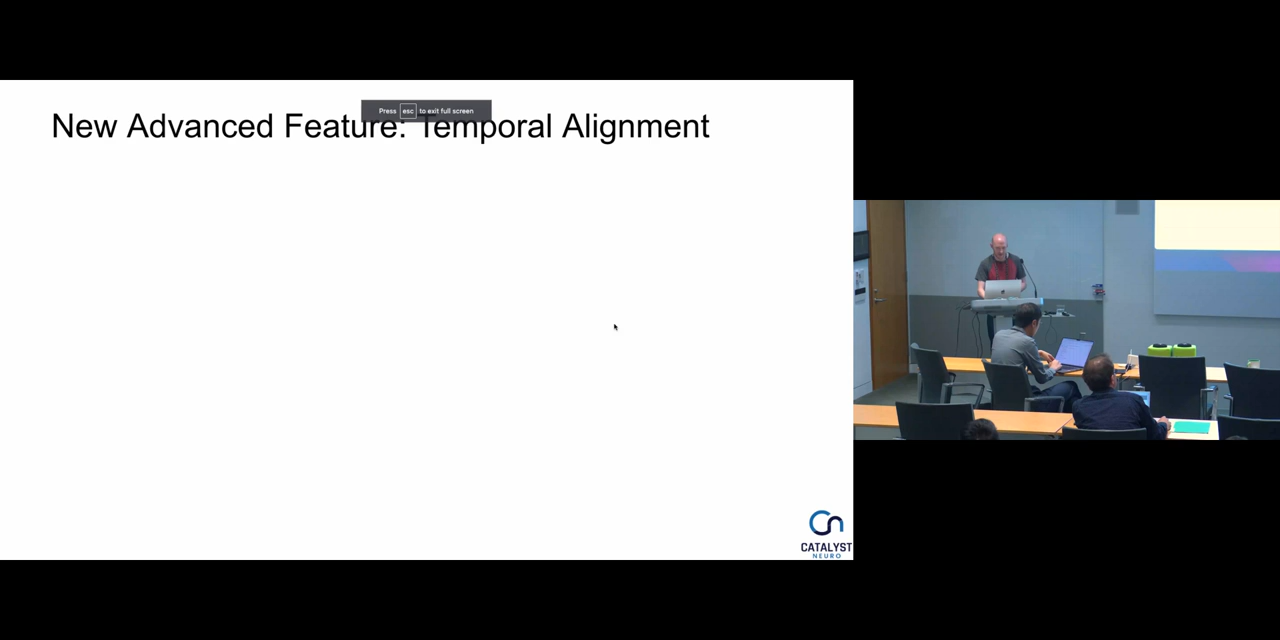 Press esc to exit full screen
New Advanced Feature: Temporal Alignment
CATALYST
NEURO